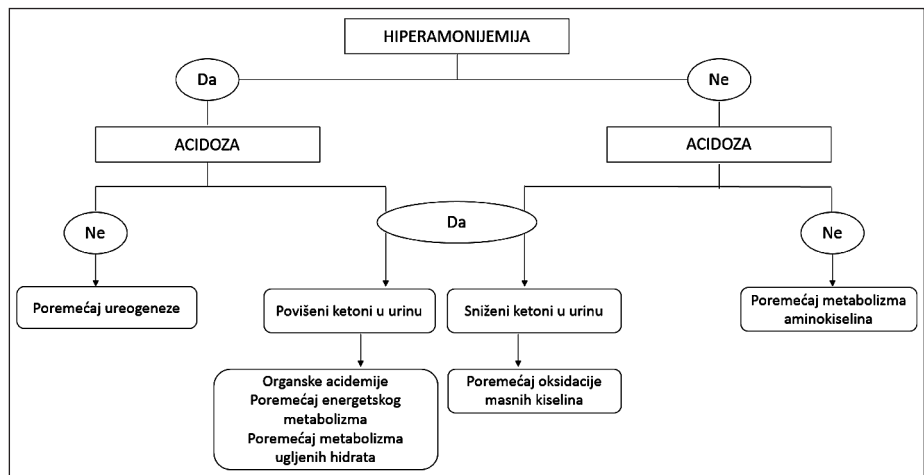 HIPERAMONIJEMIJA
Da
Ne
ACIDOZA
ACIDOZA
Ne
Da
Ne
Poremećaj ureogeneze
Povišeni ketoni u urinu
Sniženi ketoni u urinu
Poremećaj metabolizma
aminokiselina
Organske acidemije
Poremećaj energetskog
metabolizma
Poremećaj metabolizma
ugljenih hidrata
Poremećaj oksidacije
masnih kiselina